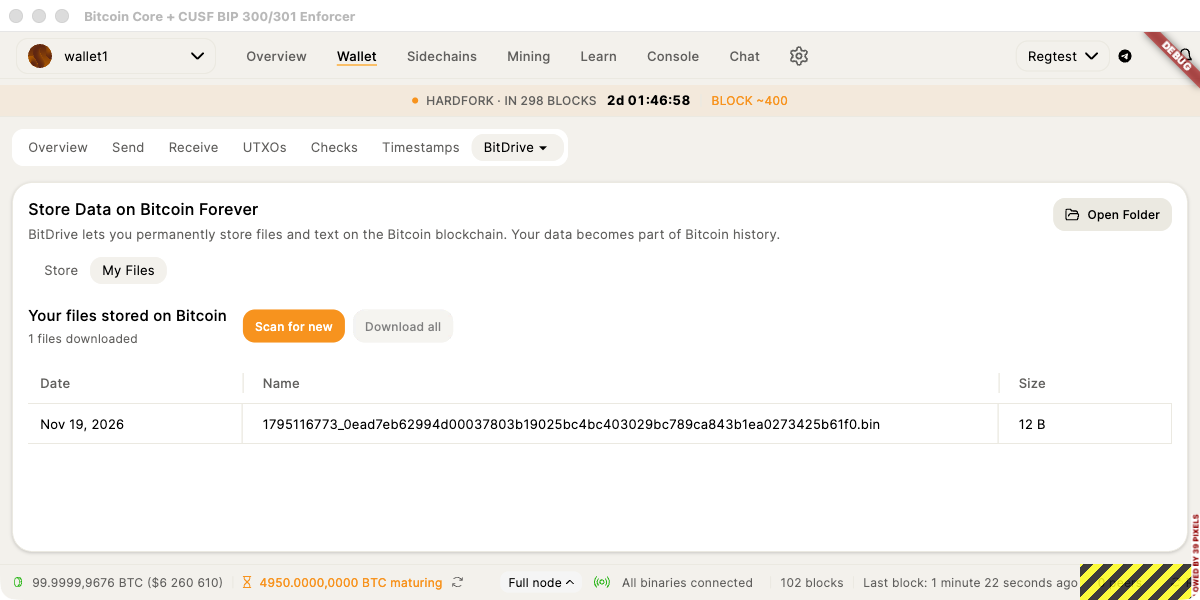 Bitcoin Core + CUSF BIP 300/301 Enforcer
wallet1 Overview Wallet Sidechains Mining Learn Console Chat Regtest
DEBUG
HARDFORK · IN 298 BLOCKS 2d 01:46:58 BLOCK ~400
Overview Send Receive UTXOs Checks Timestamps BitDrive
Store Data on Bitcoin Forever
Open Folder
BitDrive lets you permanently store files and text on the Bitcoin blockchain. Your data becomes part of Bitcoin history.
Store My Files
Your files stored on Bitcoin
1 files downloaded
Scan for new Download all
Date Name Size
Nov 19, 2026 1795116773_0ead7eb62994d00037803b19025bc4bc403029bc789ca843b1ea0273425b61f0.bin 12 B
99.9999,9676 BTC ($6 260 610) 4950.0000,0000 BTC maturing Full node All binaries connected 102 blocks Last block: 1 minute 22 seconds ago
OWED BY 39 PIXELS